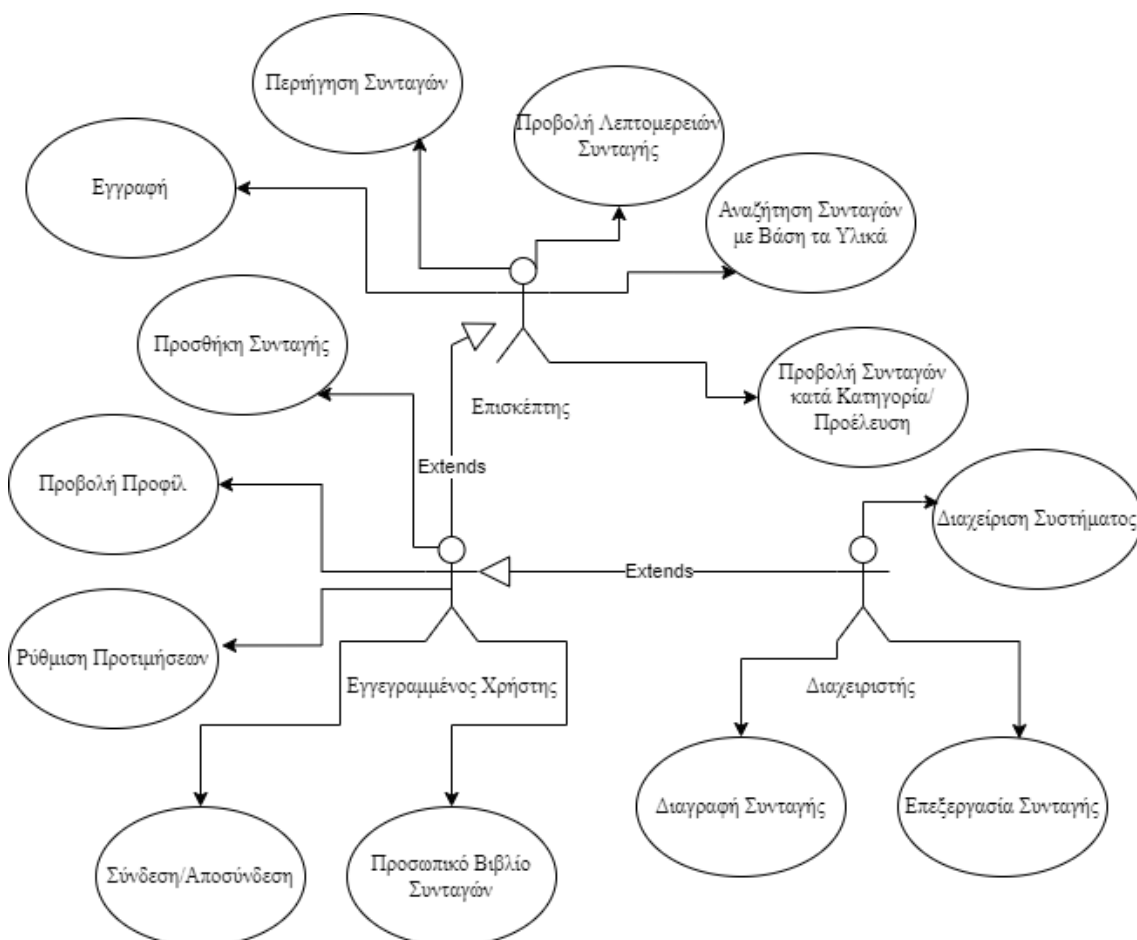 Περιήγηση Συνταγών
Προβολή Λεπτομερειών
Συνταγής
Εγγραφή
Αναζήτηση Συνταγών
με Βάση τα Υλικά
Προσθήκη Συνταγής
Επισκέπτης
Προβολή Συνταγών
κατά Κατηγορία/
Προέλευση
Extends
Προβολή Προφίλ
Διαχείριση Συστήματος
Extends
Ρύθμιση Προτιμήσεων
Εγγεγραμμένος Χρήστης
Διαχειριστής
Διαγραφή Συνταγής
Επεξεργασία Συνταγής
Σύνδεση/Αποσύνδεση
Προσωπικό Βιβλίο
Συνταγών